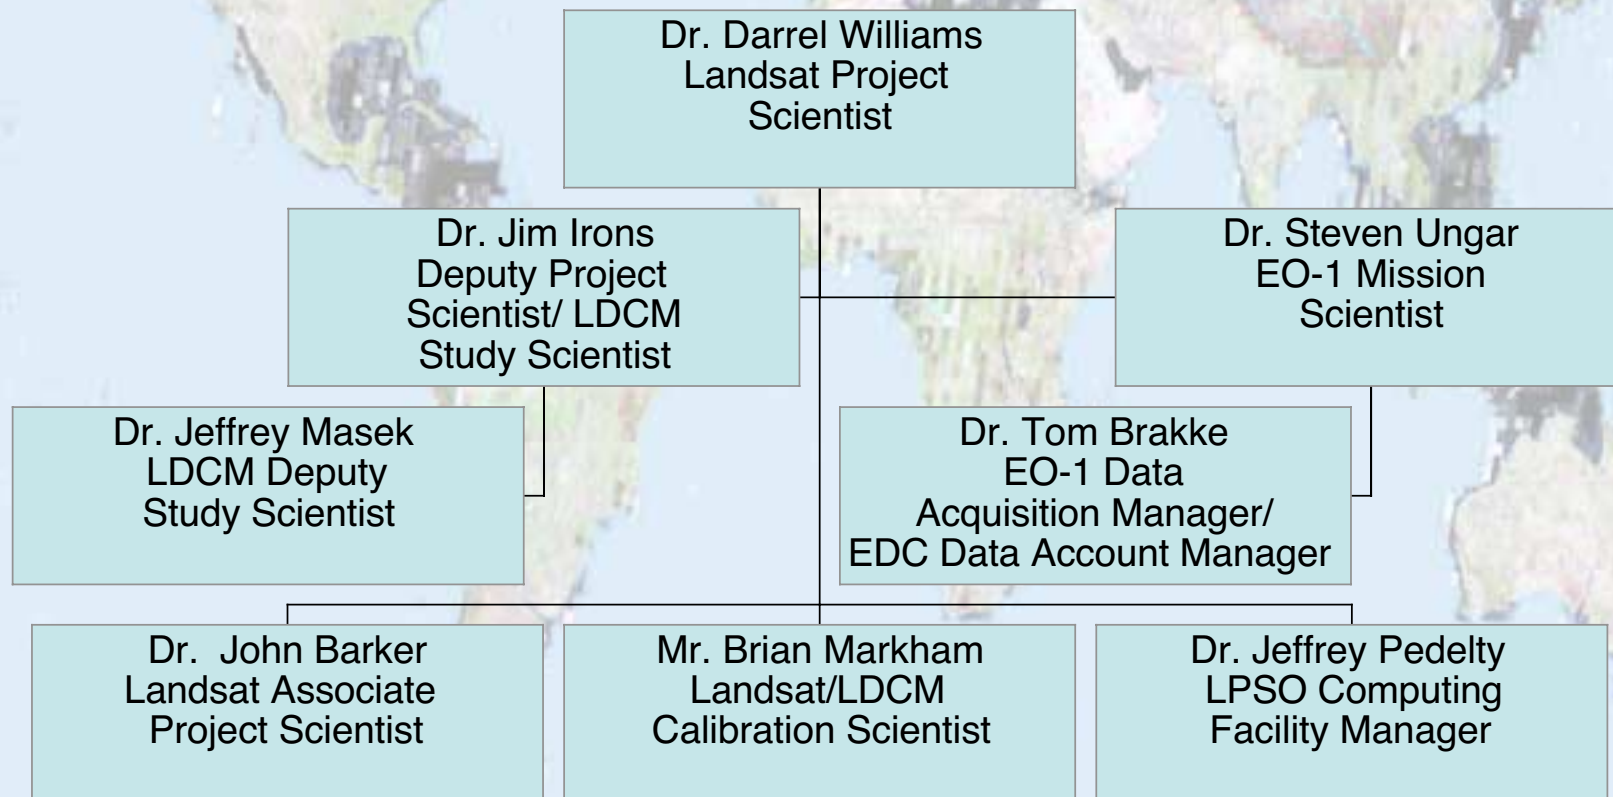 Dr. Darrel Williams
Landsat Project
Scientist
Dr. Jim Irons
Deputy Project
Scientist/ LDCM
Study Scientist
Dr. Steven Ungar
EO-1 Mission
Scientist
Dr. Jeffrey Masek
LDCM Deputy
Study Scientist
Dr. Tom Brakke
EO-1 Data
Acquisition Manager/
EDC Data Account Manager
Dr.  John Barker
Landsat Associate
Project Scientist
Mr. Brian Markham
Landsat/LDCM
Calibration Scientist
Dr. Jeffrey Pedelty
LPSO Computing
Facility Manager